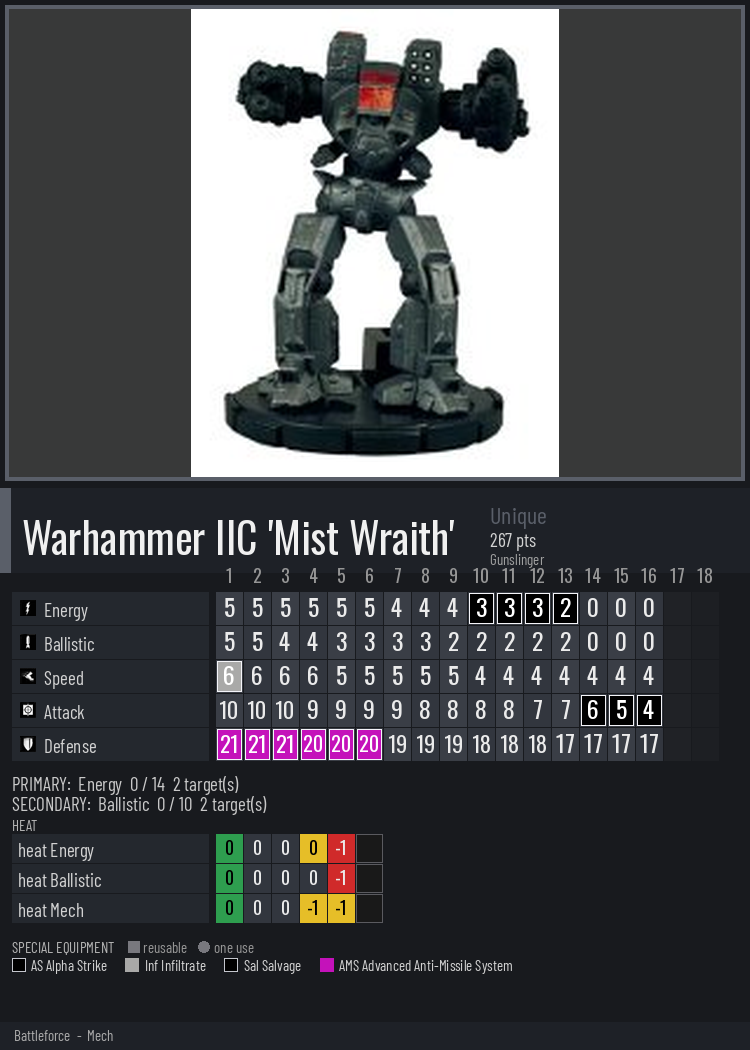 Warhammer IIC 'Mist Wraith'
Unique
267 pts
Gunslinger
1 2 3 4 5 6 7 8 9 10 11 12 13 14 15 16 17 18
Energy 5 5 5 5 5 5 4 4 4 3 3 3 2 0 0 0
Ballistic 5 5 4 4 3 3 3 3 2 2 2 2 2 0 0 0
Speed 6 6 6 6 5 5 5 5 5 4 4 4 4 4 4 4
Attack 10 10 10 9 9 9 9 8 8 8 8 7 7 6 5 4
Defense 21 21 21 20 20 20 19 19 19 18 18 18 17 17 17 17
PRIMARY: Energy 0 / 14 2 target(s)
SECONDARY: Ballistic 0 / 10 2 target(s)
HEAT
heat Energy 0 0 0 0 -1
heat Ballistic 0 0 0 0 -1
heat Mech 0 0 0 -1 -1
SPECIAL EQUIPMENT reusable one use
AS Alpha Strike Inf Infiltrate Sal Salvage AMS Advanced Anti-Missile System
Battleforce - Mech